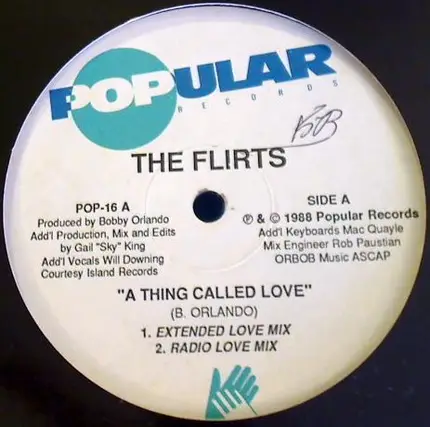 POPULAR
RECORDS
THE FLIRTS
POP-16 A
Produced by Bobby Orlando
Add'l Production, Mix and Edits
by Gail "Sky" King
Add'l Vocals Will Downing
Courtesy Island Records
SIDE A
℗ & © 1988 Popular Records
Add'l Keyboards Mac Quayle
Mix Engineer Rob Paustian
ORBOB Music ASCAP
"A THING CALLED LOVE"
(B. ORLANDO)
1. EXTENDED LOVE MIX
2. RADIO LOVE MIX